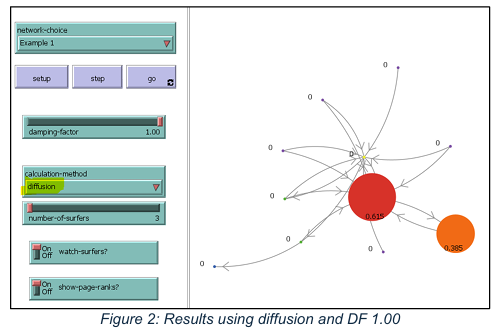 network-choice
Example 1
setup
step
go
damping-factor
1.00
calculation-method
diffusion
number-of-surfers
3
On
Off
watch-surfers?
On
Off
show-page-ranks?
0
0
0
0
0
0
0.615
0
0
0
0.385
0
Figure 2: Results using diffusion and DF 1.00